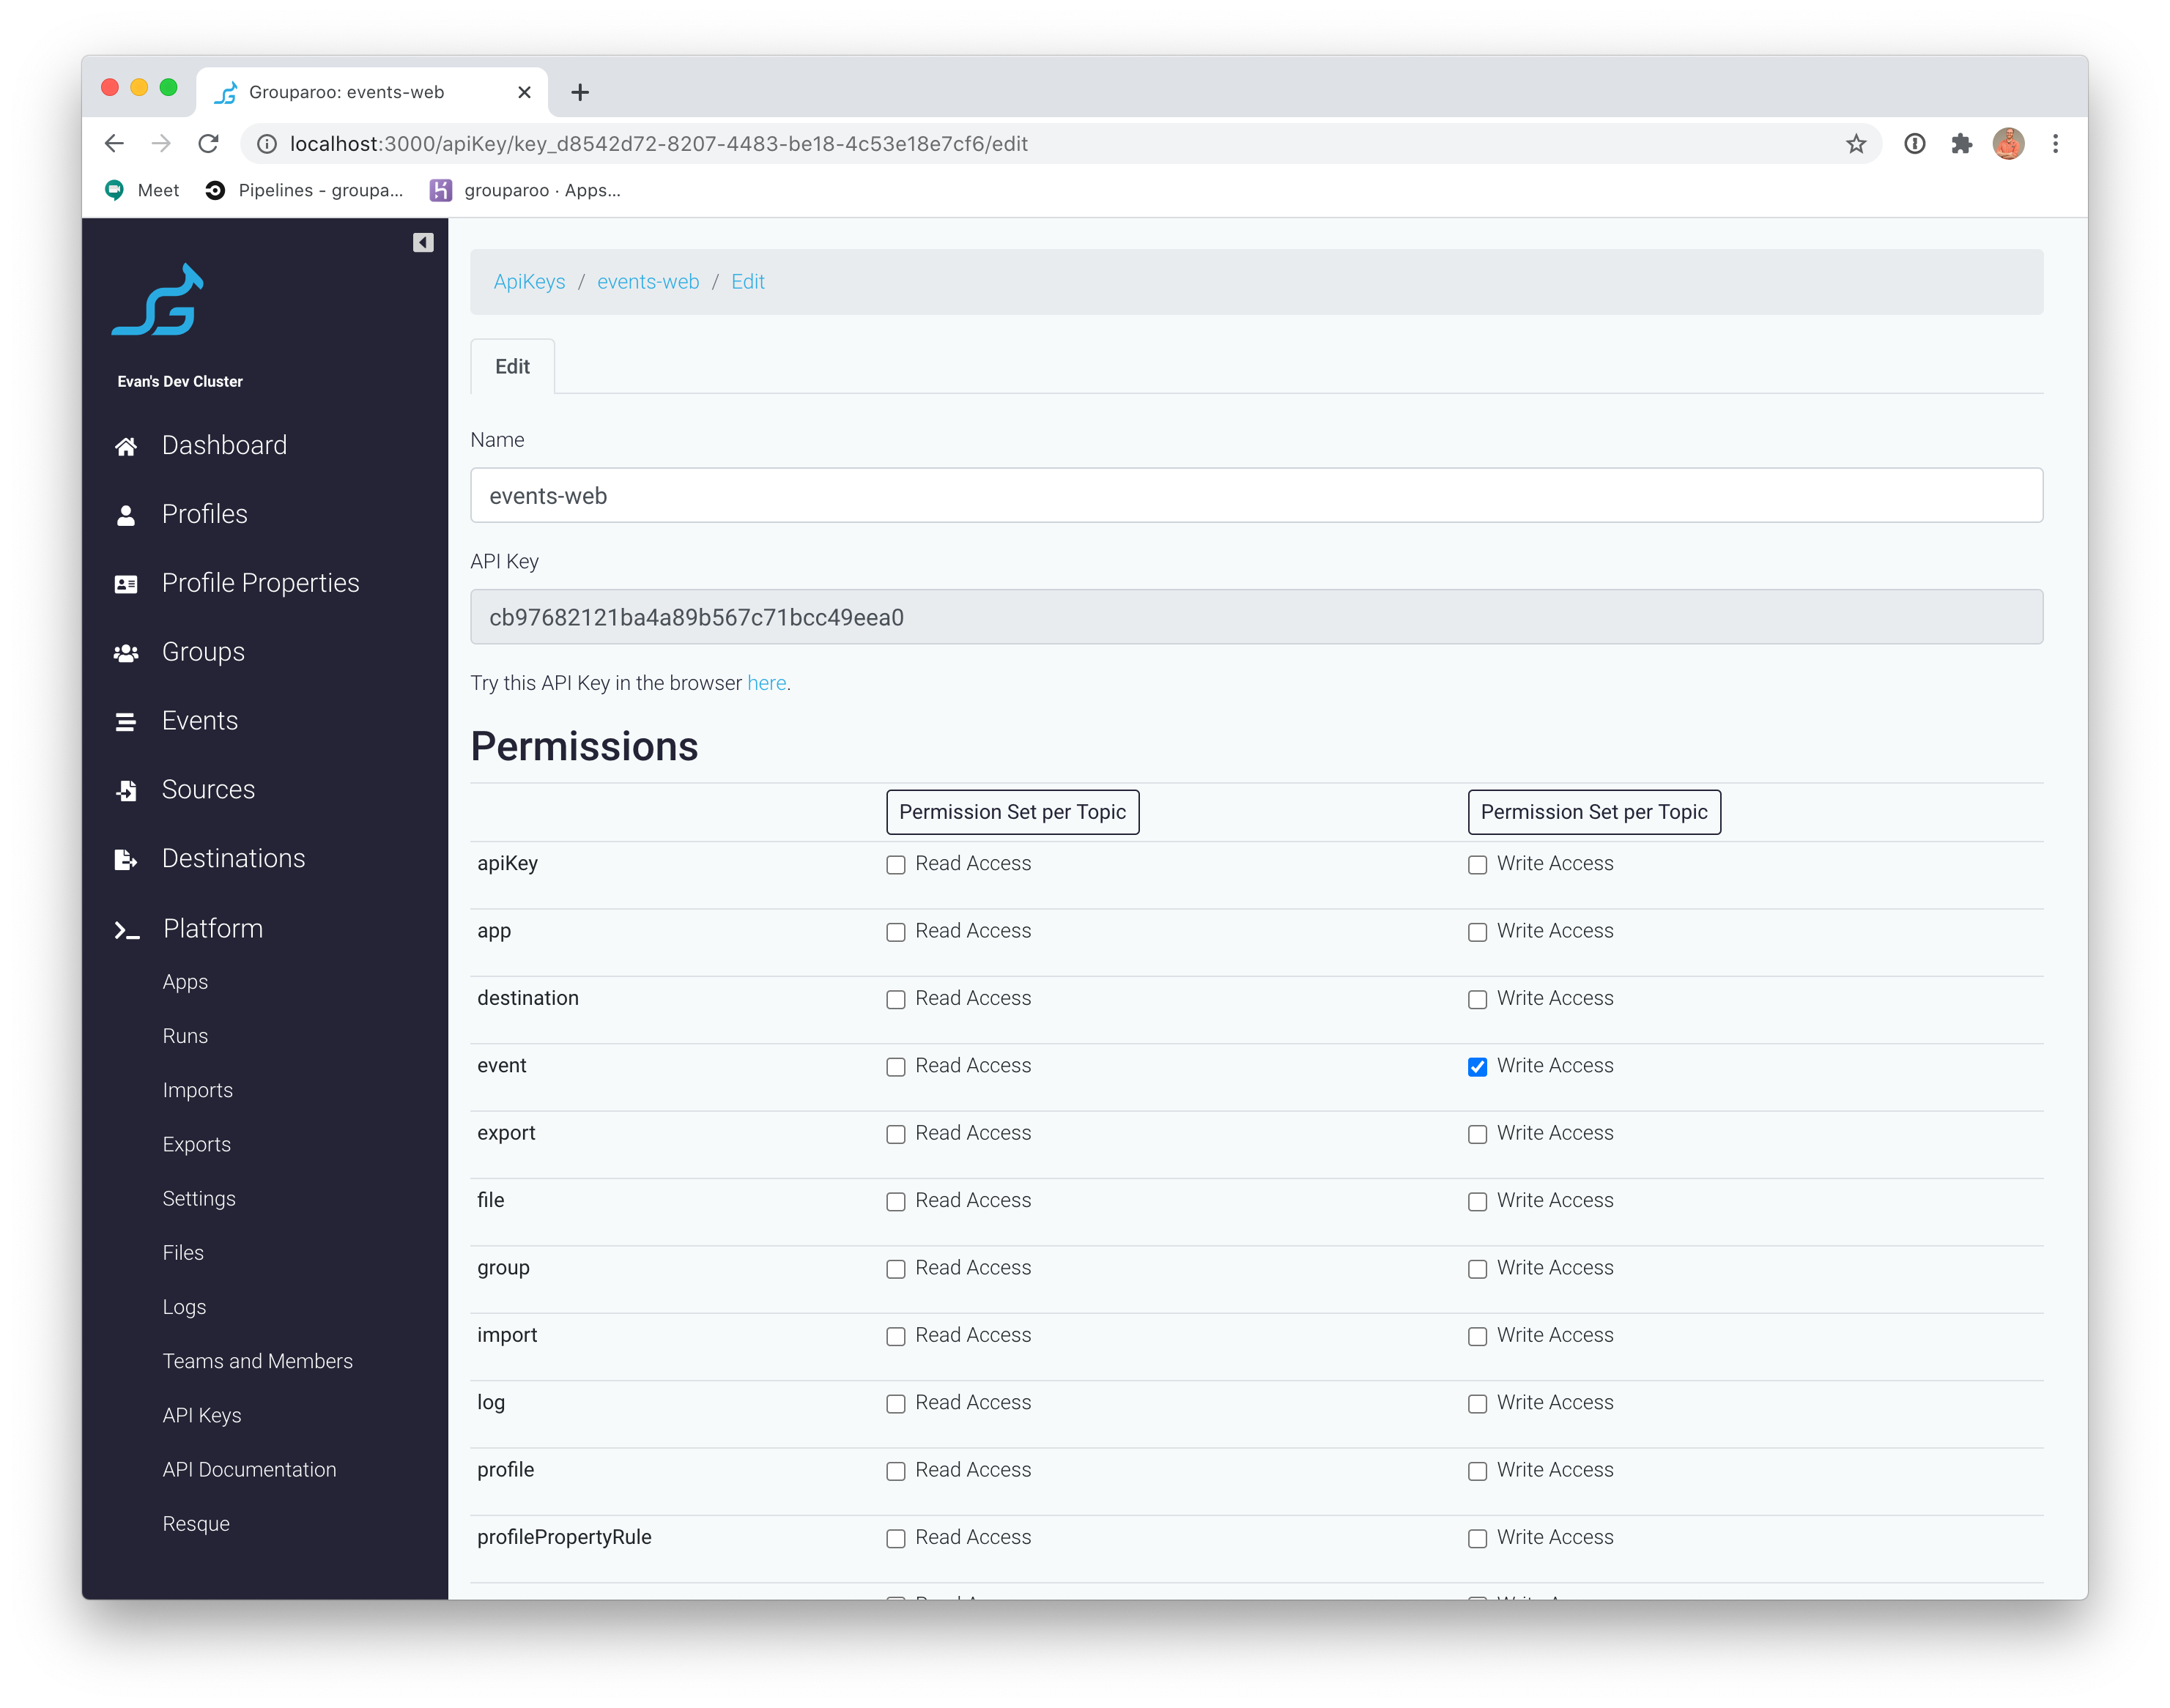 Grouparoo: events-web
localhost:3000/apiKey/key_d8542d72-8207-4483-be18-4c53e18e7cf6/edit
Meet Pipelines - groupa... grouparoo · Apps...
Evan's Dev Cluster
Dashboard
Profiles
Profile Properties
Groups
Events
Sources
Destinations
Platform
Apps
Runs
Imports
Exports
Settings
Files
Logs
Teams and Members
API Keys
API Documentation
Resque
ApiKeys / events-web / Edit
Edit
Name
events-web
API Key
cb97682121ba4a89b567c71bcc49eea0
Try this API Key in the browser here.
Permissions
Permission Set per Topic Permission Set per Topic
apiKey Read Access Write Access
app Read Access Write Access
destination Read Access Write Access
event Read Access Write Access
export Read Access Write Access
file Read Access Write Access
group Read Access Write Access
import Read Access Write Access
log Read Access Write Access
profile Read Access Write Access
profilePropertyRule Read Access Write Access